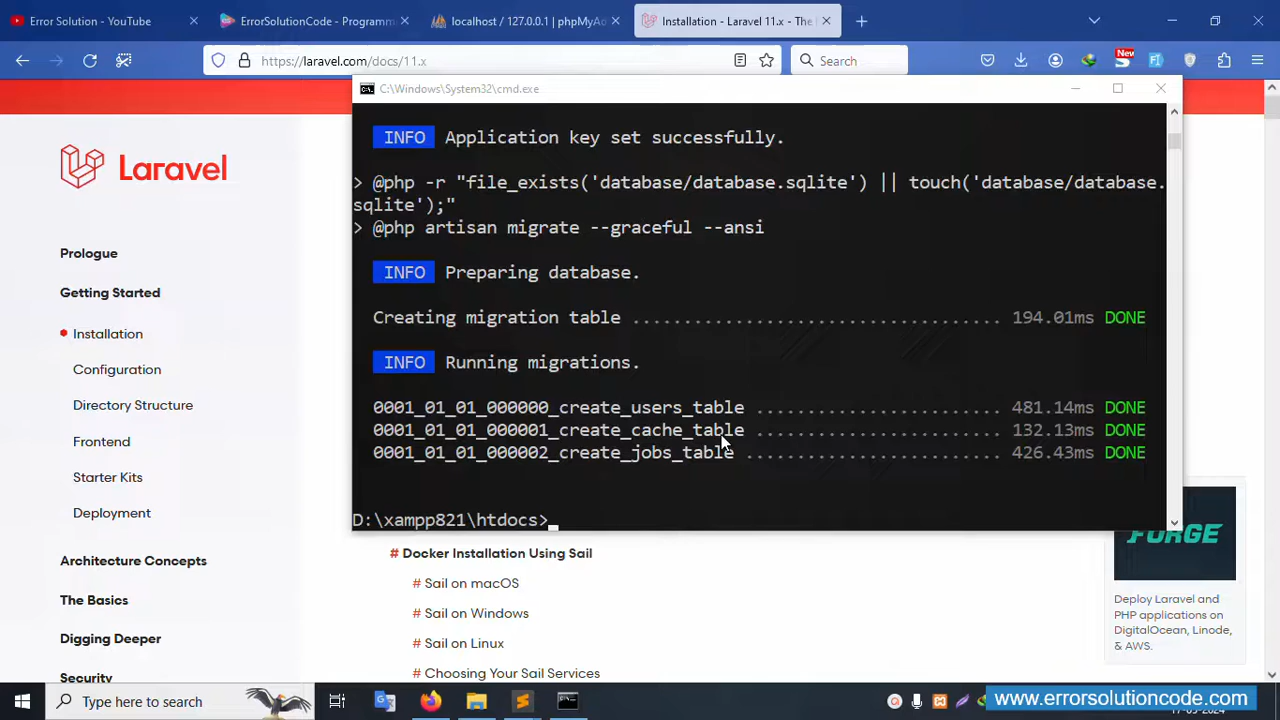 Error Solution - YouTube
ErrorSolutionCode - Programm
localhost / 127.0.0.1 | phpMyAd
Installation - Laravel 11.x - The
https://laravel.com/docs/11.x
Search
New
C:\Windows\System32\cmd.exe
Laravel
Prologue
Getting Started
Installation
Configuration
Directory Structure
Frontend
Starter Kits
Deployment
Architecture Concepts
The Basics
Digging Deeper
Security
INFO Application key set successfully.
> @php -r "file_exists('database/database.sqlite') || touch('database/database.
sqlite');"
> @php artisan migrate --graceful --ansi
INFO Preparing database.
Creating migration table .................................... 194.01ms DONE
INFO Running migrations.
0001_01_01_000000_create_users_table ........................ 481.14ms DONE
0001_01_01_000001_create_cache_table ........................ 132.13ms DONE
0001_01_01_000002_create_jobs_table ......................... 426.43ms DONE
D:\xampp821\htdocs>
# Docker Installation Using Sail
# Sail on macOS
# Sail on Windows
# Sail on Linux
# Choosing Your Sail Services
FORGE
Deploy Laravel and
PHP applications on
DigitalOcean, Linode,
& AWS.
Type here to search
www.errorsolutioncode.com